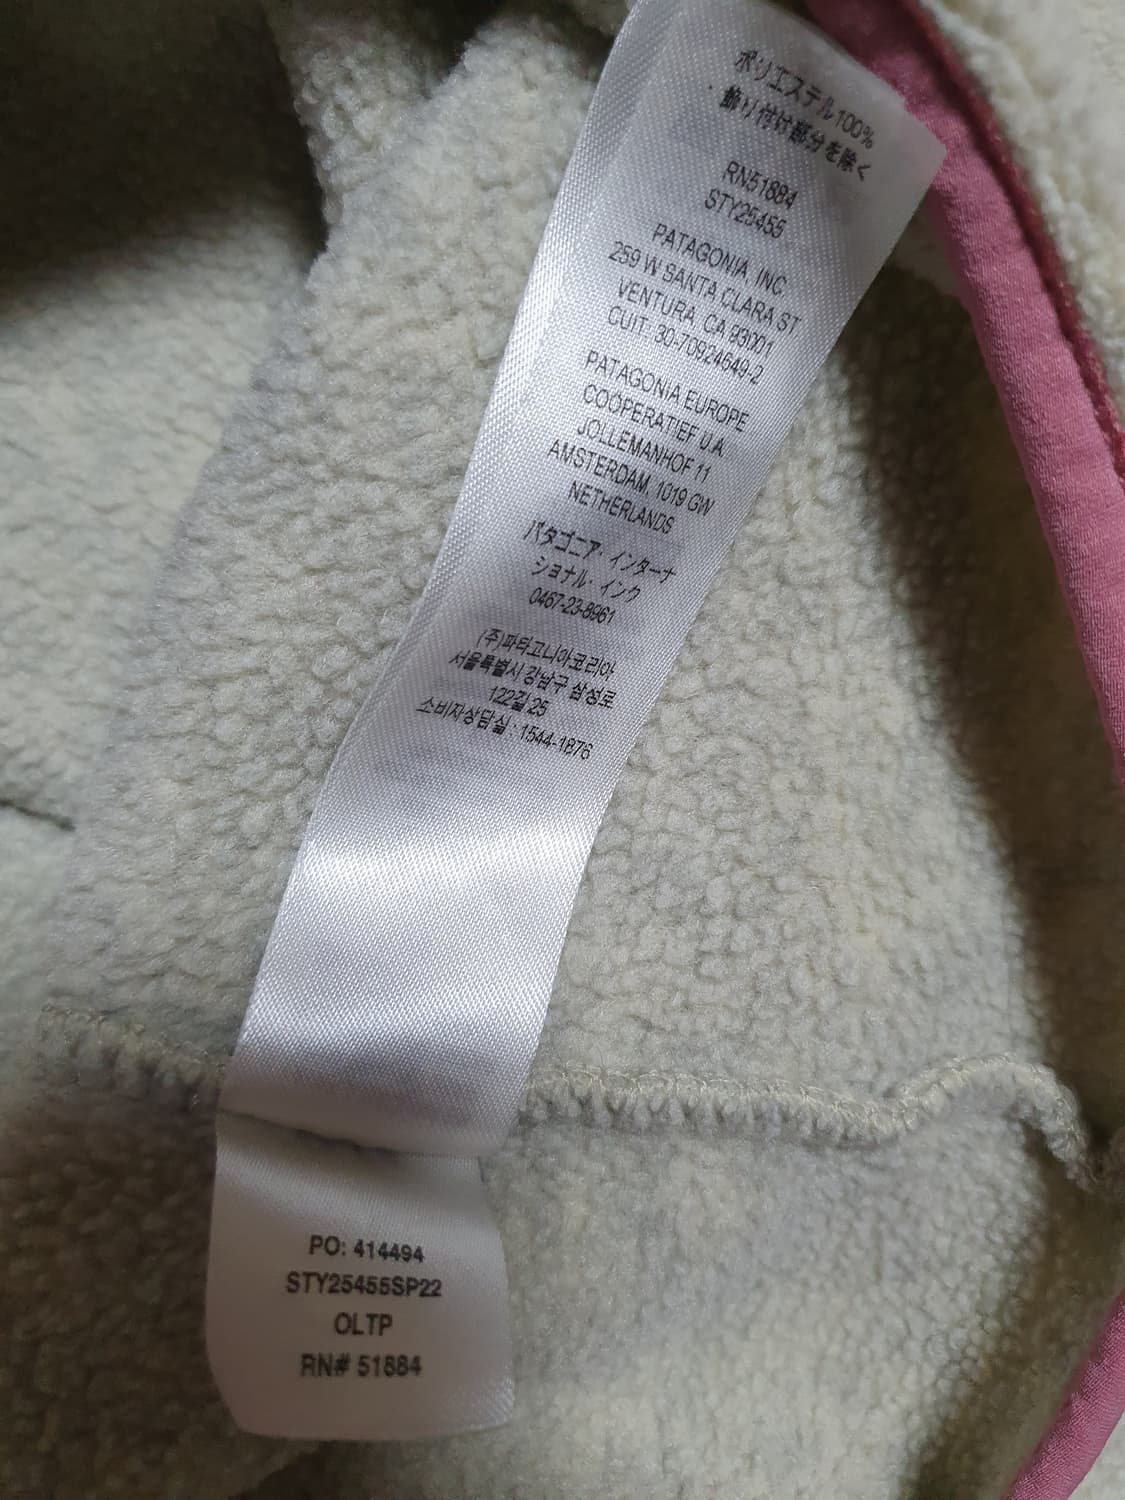 ポリエステル100%
・飾り付け部分を除く
RN51884
STY25455
PATAGONIA, INC
259 W SANTA CLARA ST
VENTURA, CA 93001
CUIT: 30-70924649-2
PATAGONIA EUROPE
COOPERATIEF U.A.
JOLLEMANHOF 11
AMSTERDAM, 1019 GW
NETHERLANDS
パタゴニア・インターナ
ショナル・インク
0467-23-8961
(주)파타고니아코리아
서울특별시 강남구 삼성로
122길 25
소비자상담실 : 1544-1876
PO: 414494
STY25455SP22
OLTP
RN# 51884